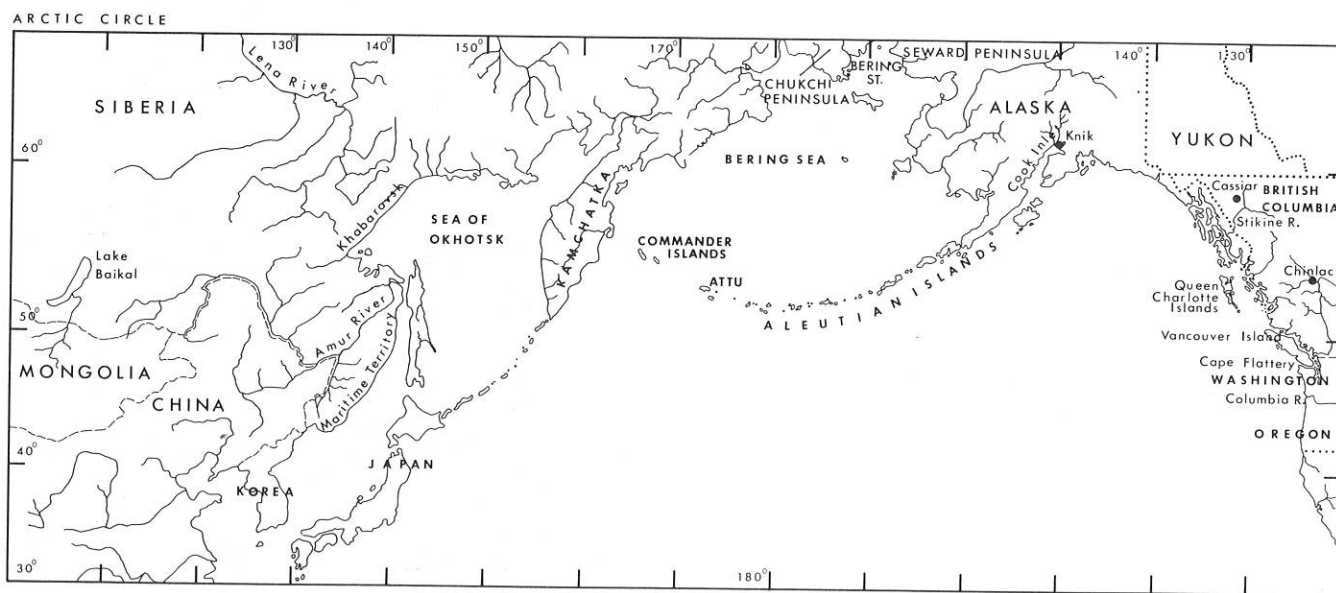 ARCTIC CIRCLE
130°
140°
150°
170°
140°
130°
Lena River
SIBERIA
CHUKCHI
PENINSULA
BERING
ST.
SEWARD PENINSULA
ALASKA
Knik
YUKON
60°
BERING SEA
Cook Inl.
Cassiar
BRITISH
COLUMBIA
Stikine R.
Khabarovsk
SEA OF
OKHOTSK
KAMCHATKA
COMMANDER
ISLANDS
ATTU
ALEUTIAN ISLANDS
Lake
Baikal
Chinlac
Queen
Charlotte
Islands
50°
Amur River
Maritime Territory
Vancouver Island
Cape Flattery
WASHINGTON
Columbia R.
MONGOLIA
CHINA
OREGON
40°
JAPAN
KOREA
30°
180°